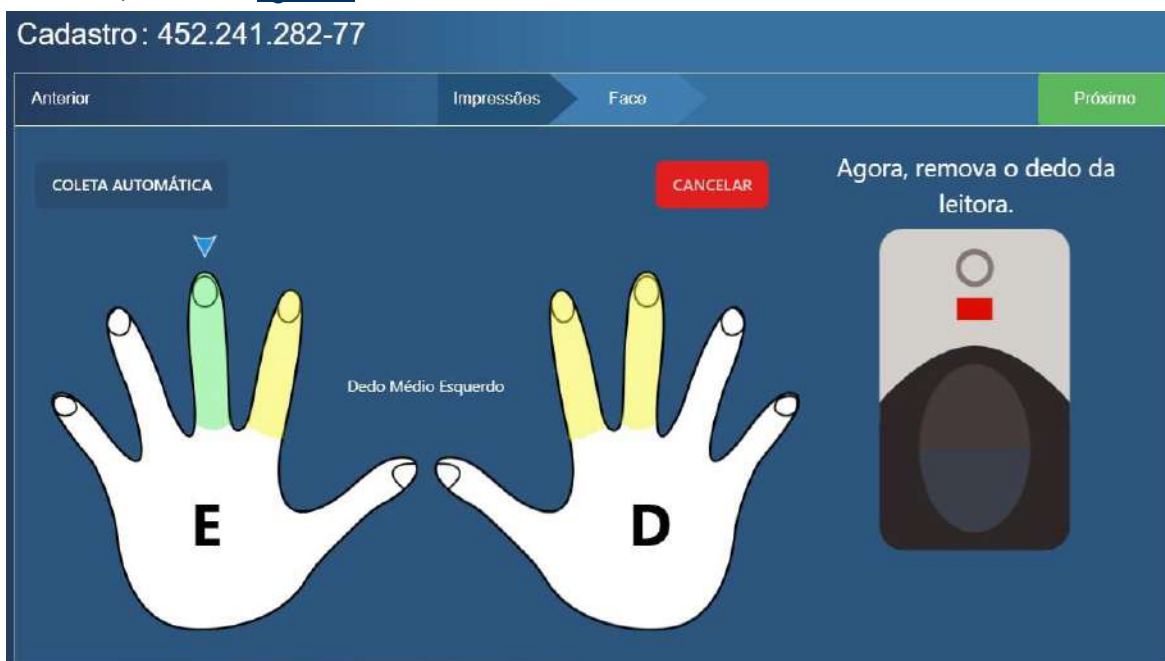 Cadastro: 452.241.282-77
Anterior
Impressões
Face
Próximo
COLETA AUTOMÁTICA
CANCELAR
Agora, remova o dedo da
leitora.
Dedo Médio Esquerdo
E
D